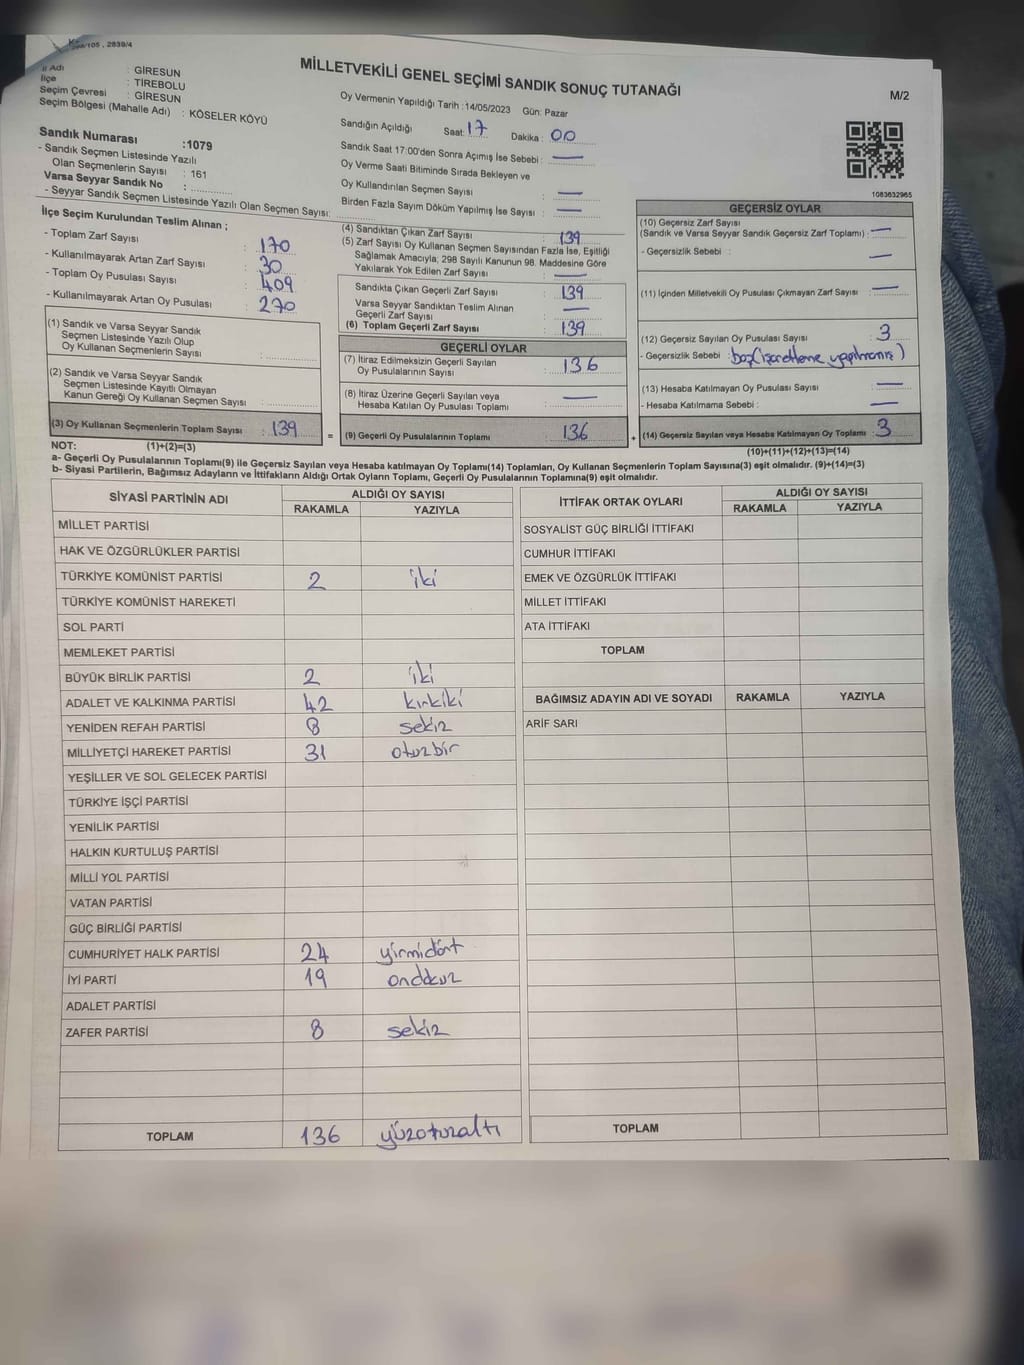 105 , 2839/4
İl Adı : GİRESUN
İlçe : TİREBOLU
Seçim Çevresi : GİRESUN
Seçim Bölgesi (Mahalle Adı) : KÖSELER KÖYÜ
Sandık Numarası :1079
- Sandık Seçmen Listesinde Yazılı
Olan Seçmenlerin Sayısı : 161
Varsa Seyyar Sandık No :
- Seyyar Sandık Seçmen Listesinde Yazılı Olan Seçmen Sayısı:
İlçe Seçim Kurulundan Teslim Alınan ;
- Toplam Zarf Sayısı : 170
- Kullanılmayarak Artan Zarf Sayısı : 30
- Toplam Oy Pusulası Sayısı : 409
- Kullanılmayarak Artan Oy Pusulası : 270
(1) Sandık ve Varsa Seyyar Sandık
Seçmen Listesinde Yazılı Olup
Oy Kullanan Seçmenlerin Sayısı :
(2) Sandık ve Varsa Seyyar Sandık
Seçmen Listesinde Kayıtlı Olmayan
Kanun Gereği Oy Kullanan Seçmen Sayısı :
(3) Oy Kullanan Seçmenlerin Toplam Sayısı : 139
MİLLETVEKİLİ GENEL SEÇİMİ SANDIK SONUÇ TUTANAĞI
M/2
Oy Vermenin Yapıldığı Tarih :14/05/2023 Gün: Pazar
Sandığın Açıldığı Saat: 17 Dakika : 00
Sandık Saat 17:00'den Sonra Açımış İse Sebebi : —
Oy Verme Saati Bitiminde Sırada Bekleyen ve
Oy Kullandırılan Seçmen Sayısı : —
Birden Fazla Sayım Döküm Yapılmış İse Sayısı : —
(4) Sandıktan Çıkan Zarf Sayısı : 139
(5) Zarf Sayısı Oy Kullanan Seçmen Sayısından Fazla İse, Eşitliği
Sağlamak Amacıyla; 298 Sayılı Kanunun 98. Maddesine Göre
Yakılarak Yok Edilen Zarf Sayısı : —
Sandıkta Çıkan Geçerli Zarf Sayısı : 139
Varsa Seyyar Sandıktan Teslim Alınan
Geçerli Zarf Sayısı : —
(6) Toplam Geçerli Zarf Sayısı : 139
GEÇERLİ OYLAR
(7) İtiraz Edilmeksizin Geçerli Sayılan
Oy Pusulalarının Sayısı : 136
(8) İtiraz Üzerine Geçerli Sayılan veya
Hesaba Katılan Oy Pusulası Toplamı : —
= (9) Geçerli Oy Pusulalarının Toplamı : 136
1083632965
GEÇERSİZ OYLAR
(10) Geçersiz Zarf Sayısı
(Sandık ve Varsa Seyyar Sandık Geçersiz Zarf Toplamı) : —
- Geçersizlik Sebebi : —
(11) İçinden Milletvekili Oy Pusulası Çıkmayan Zarf Sayısı : —
(12) Geçersiz Sayılan Oy Pusulası Sayısı : 3
- Geçersizlik Sebebi : boş(işaretleme yapılmamış)
(13) Hesaba Katılmayan Oy Pusulası Sayısı : —
- Hesaba Katılmama Sebebi : —
+ (14) Geçersiz Sayılan veya Hesaba Katılmayan Oy Toplamı : 3
NOT: (1)+(2)=(3)
(10)+(11)+(12)+(13)=(14)
a- Geçerli Oy Pusulalarının Toplamı(9) ile Geçersiz Sayılan veya Hesaba katılmayan Oy Toplamı(14) Toplamları, Oy Kullanan Seçmenlerin Toplam Sayısına(3) eşit olmalıdır. (9)+(14)=(3)
b- Siyasi Partilerin, Bağımsız Adayların ve İttifakların Aldığı Ortak Oyların Toplamı, Geçerli Oy Pusulalarının Toplamına(9) eşit olmalıdır.
SİYASİ PARTİNİN ADI ALDIĞI OY SAYISI
RAKAMLA YAZIYLA
MİLLET PARTİSİ
HAK VE ÖZGÜRLÜKLER PARTİSİ
TÜRKİYE KOMÜNİST PARTİSİ 2 iki
TÜRKİYE KOMÜNİST HAREKETİ
SOL PARTİ
MEMLEKET PARTİSİ
BÜYÜK BİRLİK PARTİSİ 2 iki
ADALET VE KALKINMA PARTİSİ 42 kırkiki
YENİDEN REFAH PARTİSİ 8 sekiz
MİLLİYETÇİ HAREKET PARTİSİ 31 otuzbir
YEŞİLLER VE SOL GELECEK PARTİSİ
TÜRKİYE İŞÇİ PARTİSİ
YENİLİK PARTİSİ
HALKIN KURTULUŞ PARTİSİ
MİLLİ YOL PARTİSİ
VATAN PARTİSİ
GÜÇ BİRLİĞİ PARTİSİ
CUMHURİYET HALK PARTİSİ 24 yirmidört
İYİ PARTİ 19 ondokuz
ADALET PARTİSİ
ZAFER PARTİSİ 8 sekiz
TOPLAM 136 yüzotuzaltı
İTTİFAK ORTAK OYLARI ALDIĞI OY SAYISI
RAKAMLA YAZIYLA
SOSYALİST GÜÇ BİRLİĞİ İTTİFAKI
CUMHUR İTTİFAKI
EMEK VE ÖZGÜRLÜK İTTİFAKI
MİLLET İTTİFAKI
ATA İTTİFAKI
TOPLAM
BAĞIMSIZ ADAYIN ADI VE SOYADI RAKAMLA YAZIYLA
ARİF SARI
TOPLAM